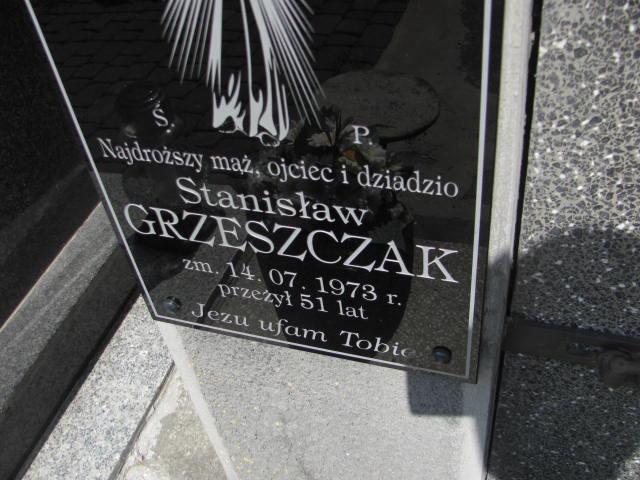 Ś. P.
Najdroższy mąż, ojciec i dziadzio
Stanisław
GRZESZCZAK
zm. 14. 07. 1973 r.
przeżył 51 lat
Jezu ufam Tobie